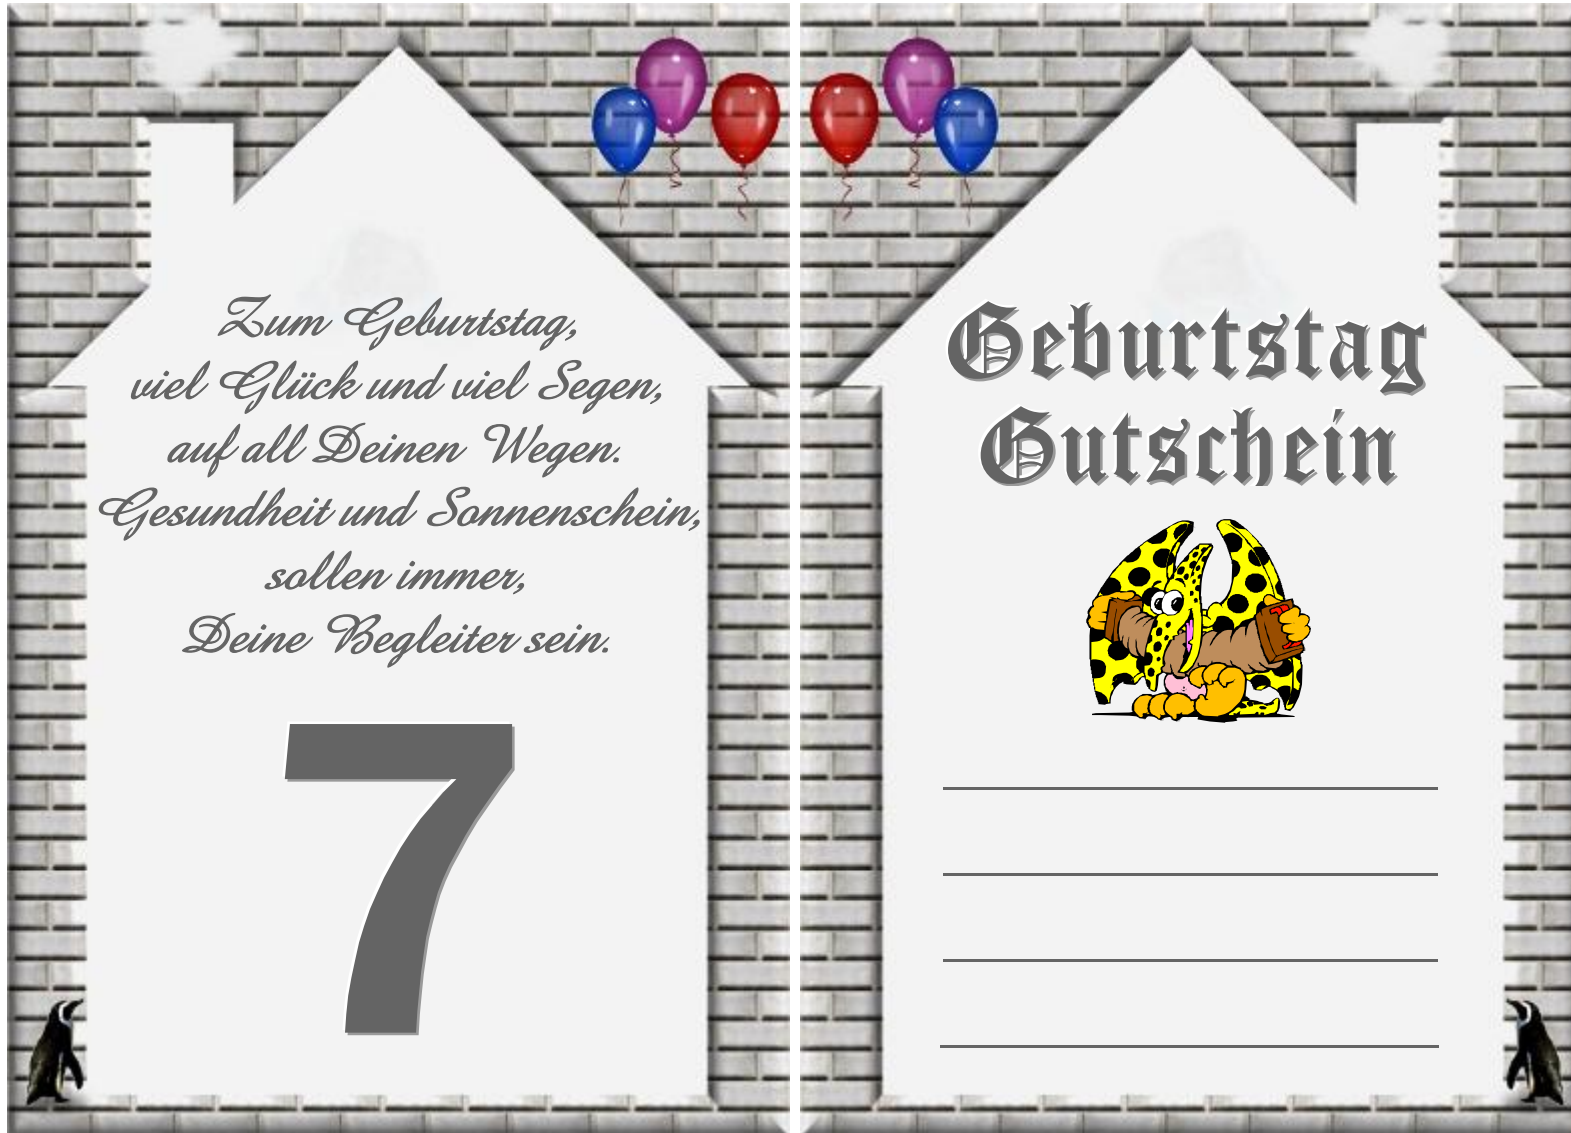 Zum Geburtstag,
viel Glück und viel Segen,
auf all Deinen Wegen.
Gesundheit und Sonnenschein,
sollen immer,
Deine Begleiter sein.
7
Geburtstag
Gutschein